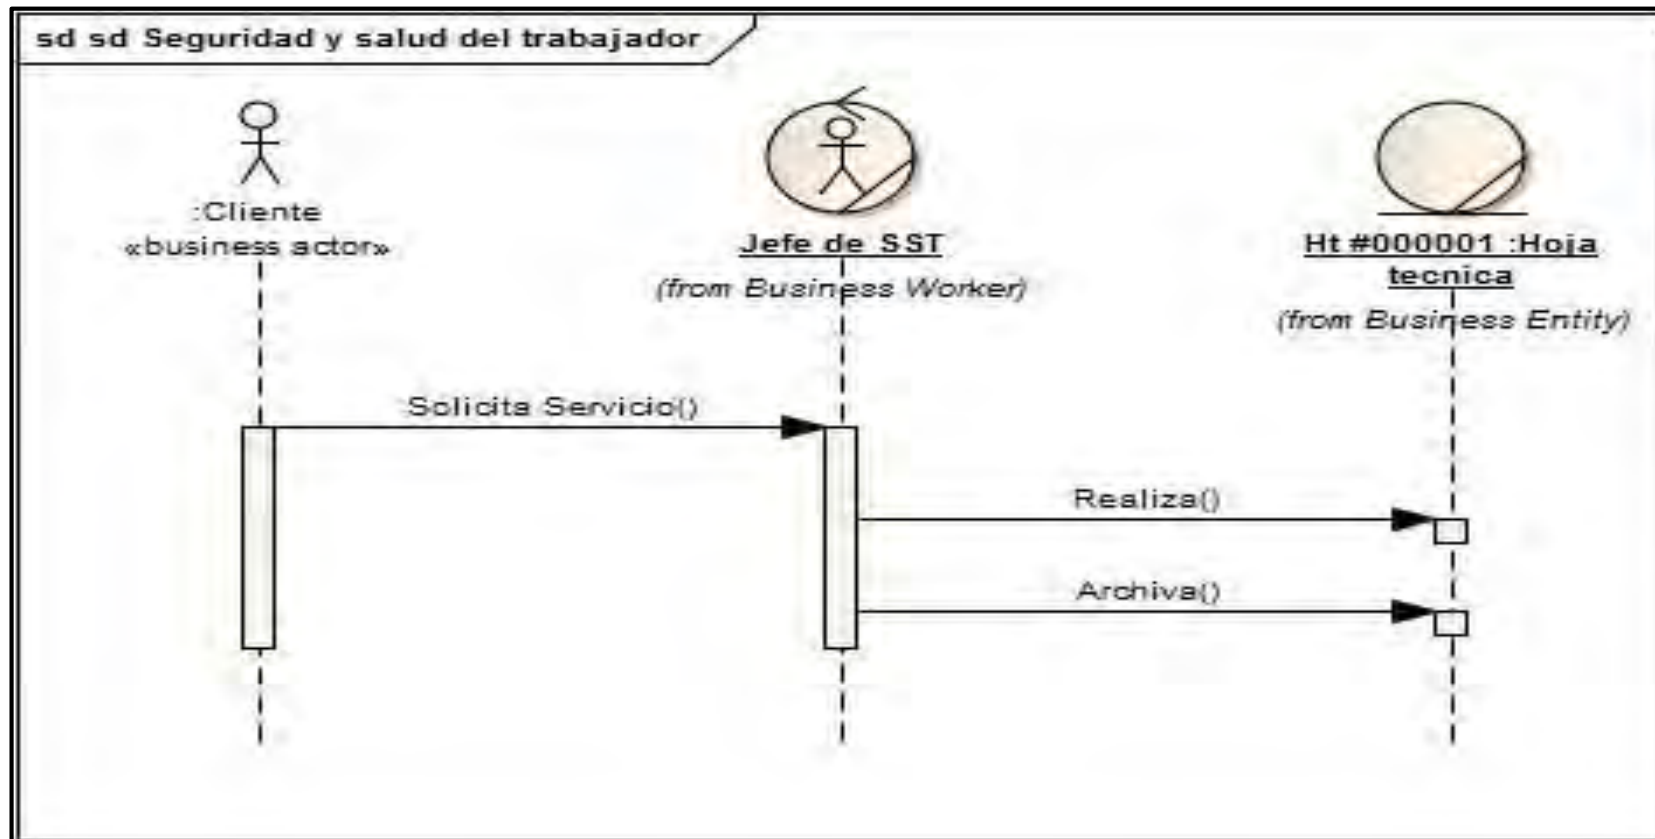 sd sd Seguridad y salud del trabajador
:Cliente
«business actor»
Jefe de SST
(from Business Worker)
Ht #000001 :Hoja
tecnica
(from Business Entity)
Solicita Servicio()
Realiza()
Archiva()